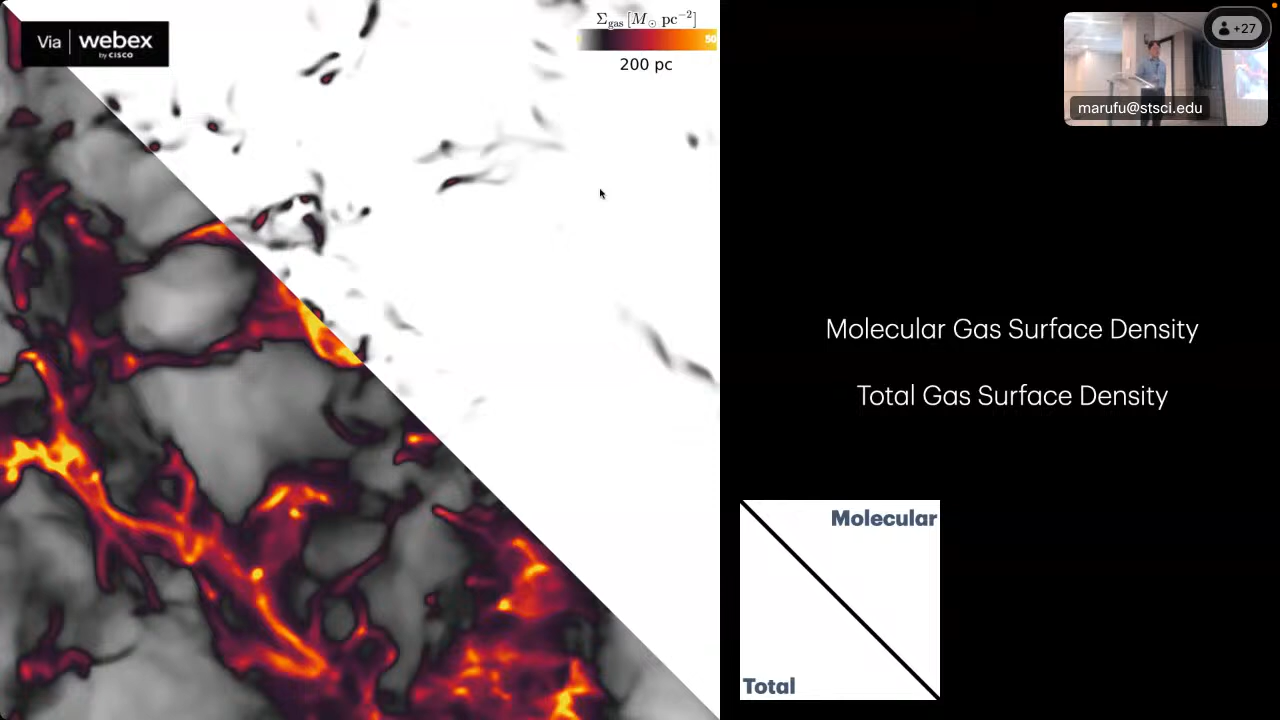 Via | webex
by CISCO
Σgas [M⊙ pc⁻²]
50
200 pc
+27
marufu@stsci.edu
Molecular Gas Surface Density
Total Gas Surface Density
Molecular
Total